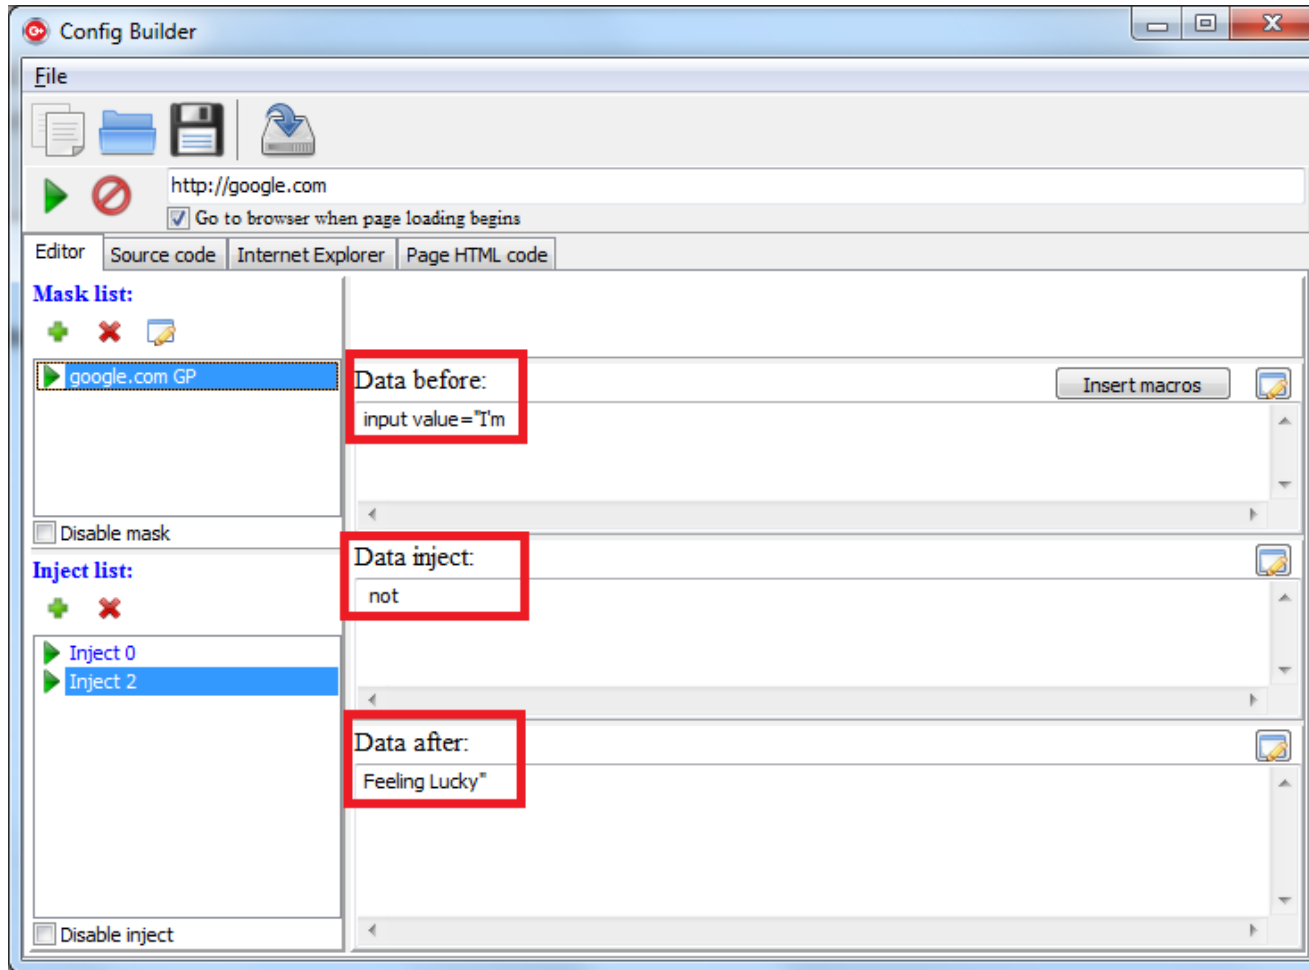 Config Builder
File
http://google.com
Go to browser when page loading begins
Editor Source code Internet Explorer Page HTML code
Mask list:
google.com GP
Disable mask
Inject list:
Inject 0
Inject 2
Disable inject
Data before:
Insert macros
input value="I'm
Data inject:
not
Data after:
Feeling Lucky"